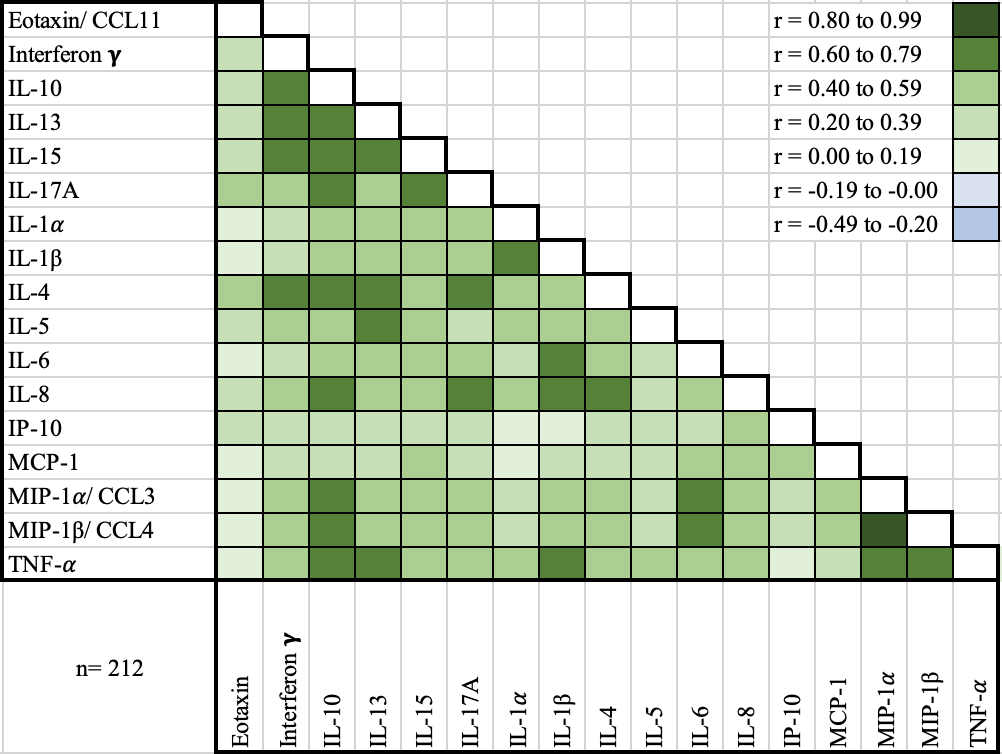 Eotaxin/ CCL11
r = 0.80 to 0.99
Interferon γ
r = 0.60 to 0.79
IL-10
r = 0.40 to 0.59
IL-13
r = 0.20 to 0.39
IL-15
r = 0.00 to 0.19
IL-17A
r = -0.19 to -0.00
IL-1α
r = -0.49 to -0.20
IL-1β
IL-4
IL-5
IL-6
IL-8
IP-10
MCP-1
MIP-1α/ CCL3
MIP-1β/ CCL4
TNF-α
n= 212
Eotaxin
Interferon γ
IL-10
IL-13
IL-15
IL-17A
IL-1α
IL-1β
IL-4
IL-5
IL-6
IL-8
IP-10
MCP-1
MIP-1α
MIP-1β
TNF-α